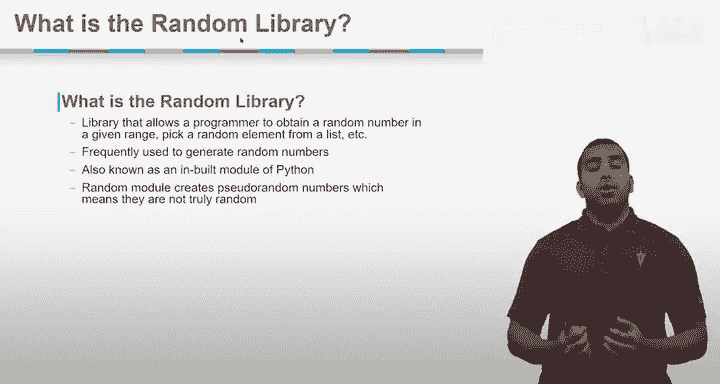 What is the Random Library?
What is the Random Library?
– Library that allows a programmer to obtain a random number in
a given range, pick a random element from a list, etc.
– Frequently used to generate random numbers
– Also known as an in-built module of Python
– Random module creates pseudorandom numbers which
means they are not truly random